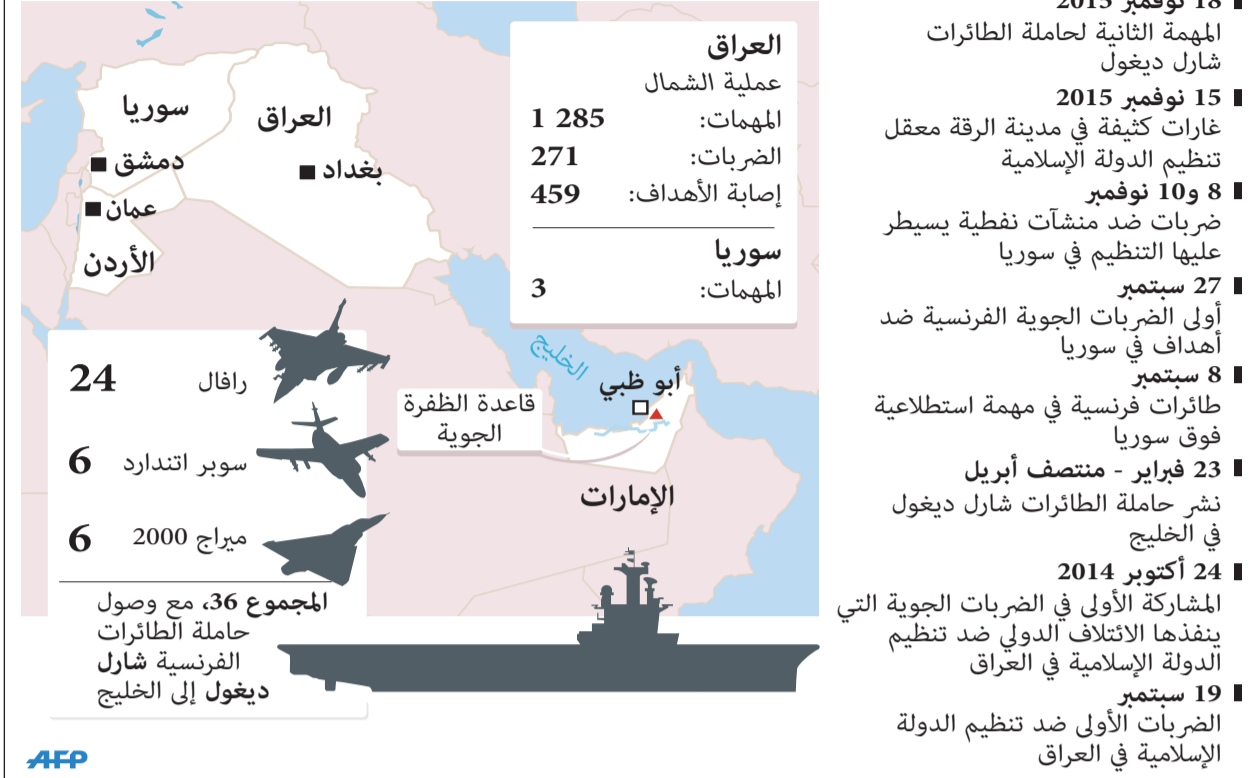 18 نوفمبر 2015
المهمة الثانية لحاملة الطائرات
شارل ديغول
15 نوفمبر 2015
غارات كثيفة في مدينة الرقة معقل
تنظيم الدولة الإسلامية
8 و10 نوفمبر
ضربات ضد منشآت نفطية يسيطر
عليها التنظيم في سوريا
27 سبتمبر
أولى الضربات الجوية الفرنسية ضد
أهداف في سوريا
8 سبتمبر
طائرات فرنسية في مهمة استطلاعية
فوق سوريا
23 فبراير - منتصف أبريل
نشر حاملة الطائرات شارل ديغول
في الخليج
24 أكتوبر 2014
المشاركة الأولى في الضربات الجوية التي
ينفذها الائتلاف الدولي ضد تنظيم
الدولة الإسلامية في العراق
19 سبتمبر
الضربات الأولى ضد تنظيم الدولة
الإسلامية في العراق
العراق
عملية الشمال
المهمات: 285 1
الضربات: 271
إصابة الأهداف: 459
سوريا
المهمات: 3
سوريا
العراق
دمشق
بغداد
عمان
الأردن
الخليج
أبو ظبي
قاعدة الظفرة
الجوية
الإمارات
رافال 24
سوبر اتندارد 6
ميراج 2000 6
المجموع 36، مع وصول
حاملة الطائرات
الفرنسية شارل
ديغول إلى الخليج
AFP